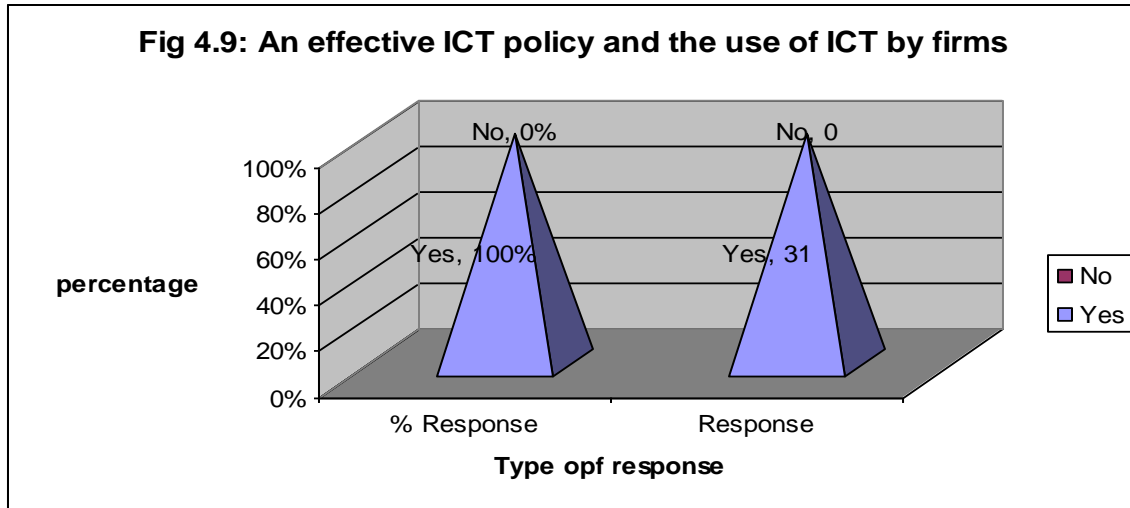 Fig 4.9: An effective ICT policy and the use of ICT by firms
No, 0%
No, 0
100%
80%
Yes, 100%
Yes, 31
60%
40%
20%
0%
percentage
No
Yes
% Response
Response
Type opf response